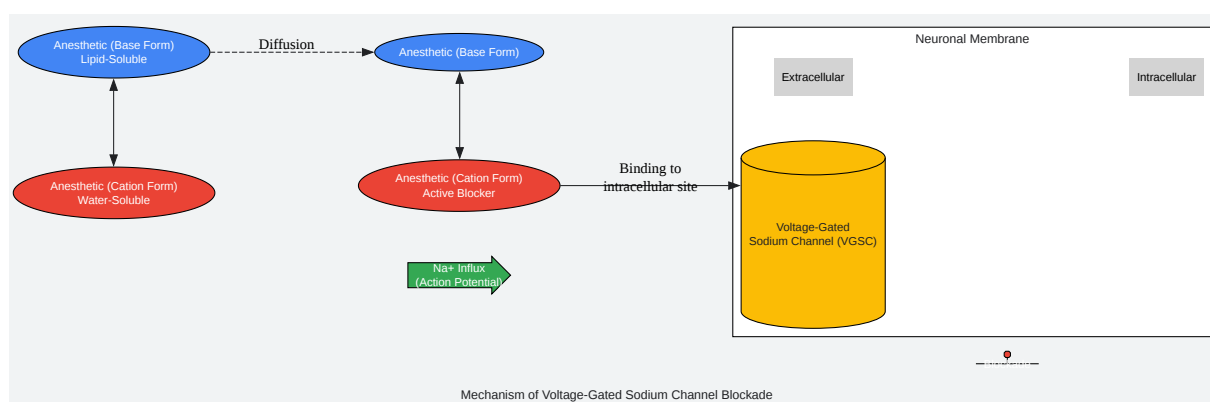 Neuronal Membrane
Anesthetic (Base Form)
Lipid-Soluble
Diffusion
Anesthetic (Base Form)
Extracellular
Intracellular
Anesthetic (Cation Form)
Water-Soluble
Anesthetic (Cation Form)
Active Blocker
Binding to
intracellular site
Voltage-Gated
Sodium Channel (VGSC)
Na+ Influx
(Action Potential)
Mechanism of Voltage-Gated Sodium Channel Blockade